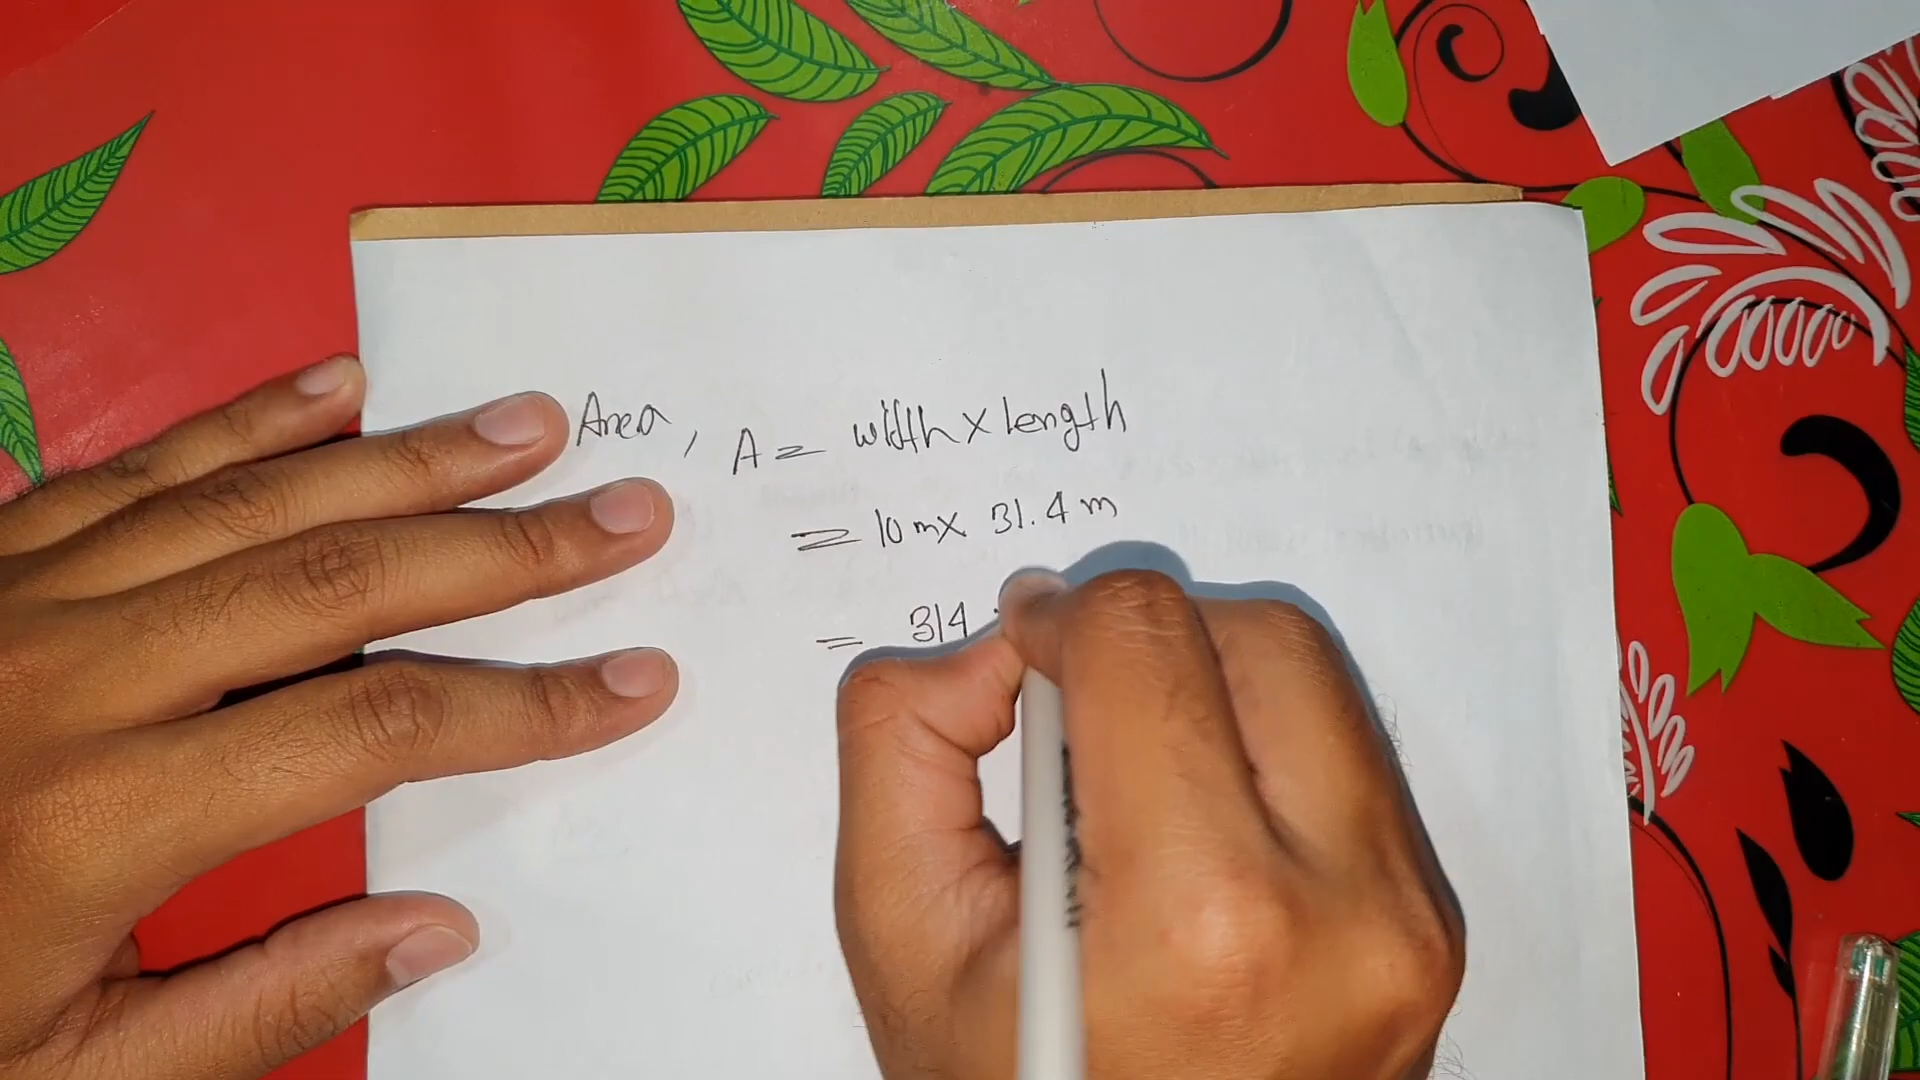 Area, A = width x length
= 10 m x 31.4 m
= 314